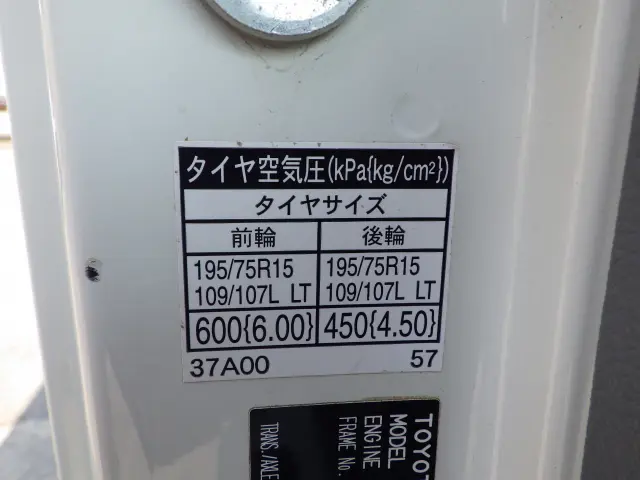 タイヤ空気圧(kPa{kg/cm²})
タイヤサイズ
前輪 後輪
195/75R15 195/75R15
109/107L LT 109/107L LT
600{6.00} 450{4.50}
37A00 57
TOYOT
MODEL
ENGINE
FRAME No.
TRANS./AXLE